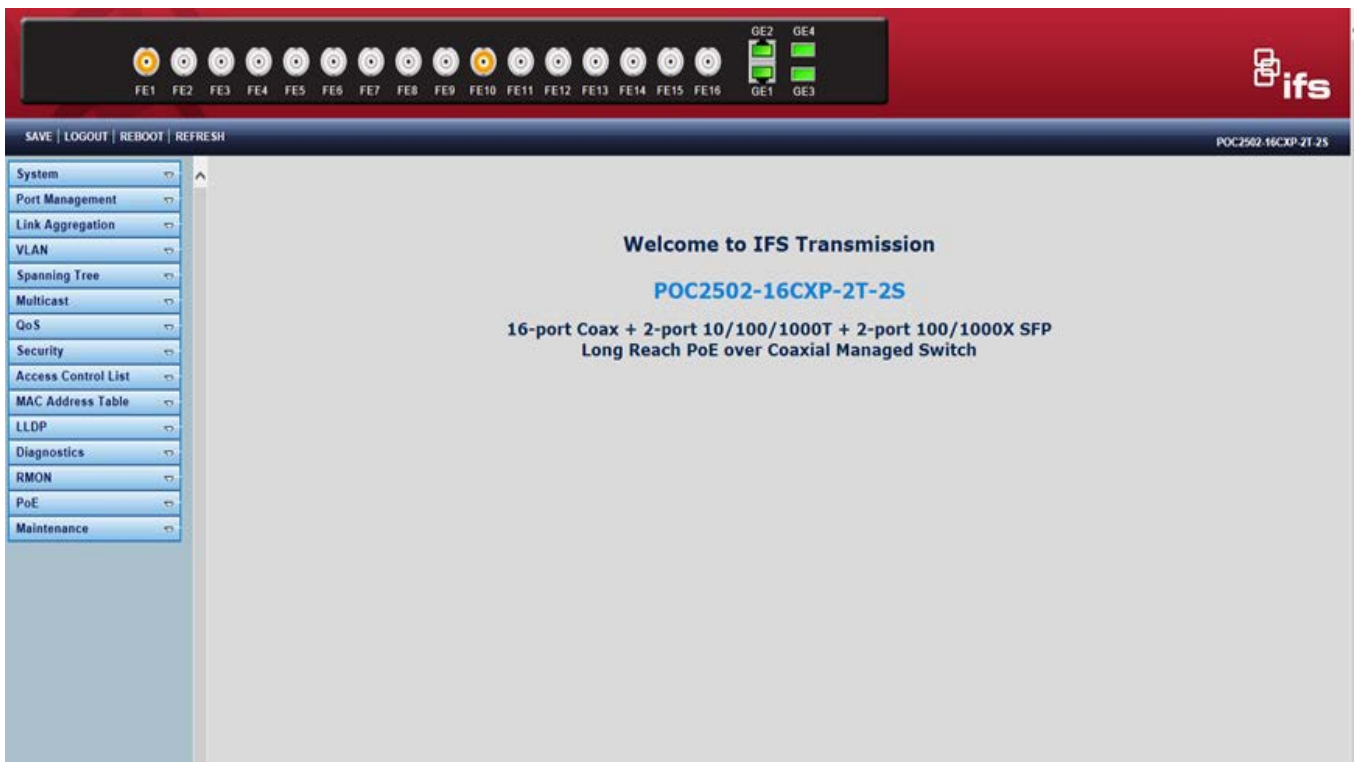 GE2 GE4
FE1 FE2 FE3 FE4 FE5 FE6 FE7 FE8 FE9 FE10 FE11 FE12 FE13 FE14 FE15 FE16 GE1 GE3
ifs
SAVE | LOGOUT | REBOOT | REFRESH
POC2502-16CXP-2T-2S
System
Port Management
Link Aggregation
VLAN
Spanning Tree
Multicast
QoS
Security
Access Control List
MAC Address Table
LLDP
Diagnostics
RMON
PoE
Maintenance
Welcome to IFS Transmission
POC2502-16CXP-2T-2S
16-port Coax + 2-port 10/100/1000T + 2-port 100/1000X SFP
Long Reach PoE over Coaxial Managed Switch